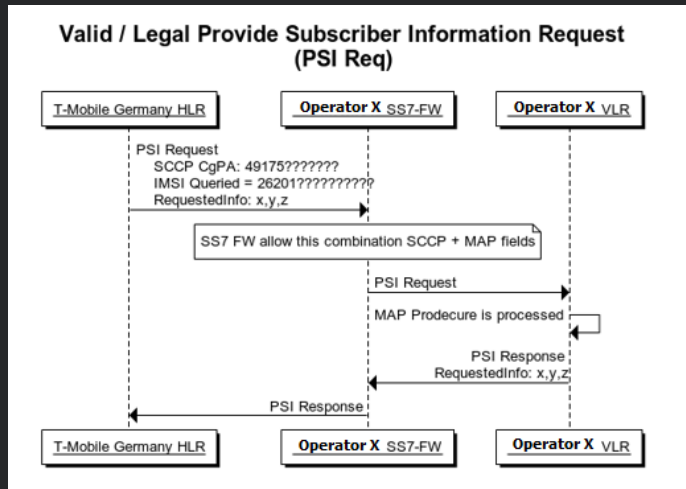 Valid / Legal Provide Subscriber Information Request
(PSI Req)
T-Mobile Germany HLR
Operator X SS7-FW
Operator X VLR
PSI Request
SCCP CgPA: 49175???????
IMSI Queried = 26201??????????
RequestedInfo: x,y,z
SS7 FW allow this combination SCCP + MAP fields
PSI Request
MAP Prodecure is processed
PSI Response
RequestedInfo: x,y,z
PSI Response
T-Mobile Germany HLR
Operator X SS7-FW
Operator X VLR